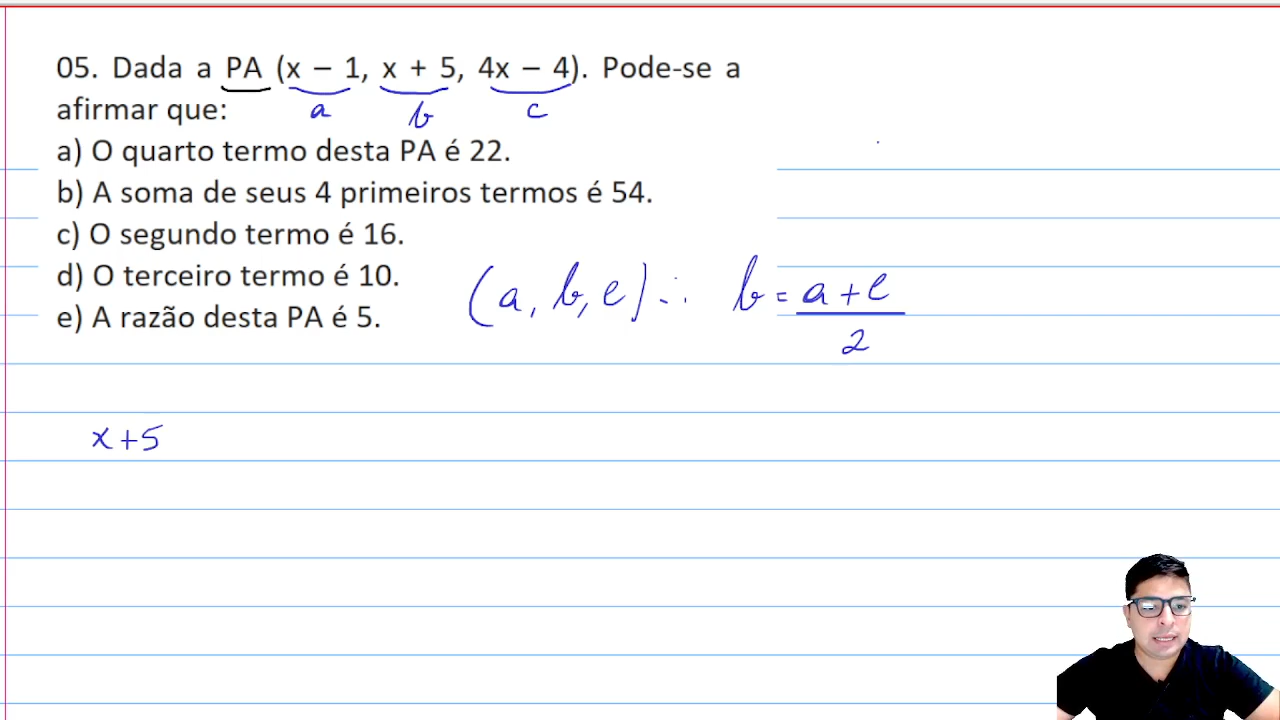 05. Dada a PA (x – 1, x + 5, 4x – 4). Pode-se a
afirmar que:
a b c
a) O quarto termo desta PA é 22.
b) A soma de seus 4 primeiros termos é 54.
c) O segundo termo é 16.
d) O terceiro termo é 10.
e) A razão desta PA é 5.
(a, b, c) ∴ b = a + c
2
x + 5